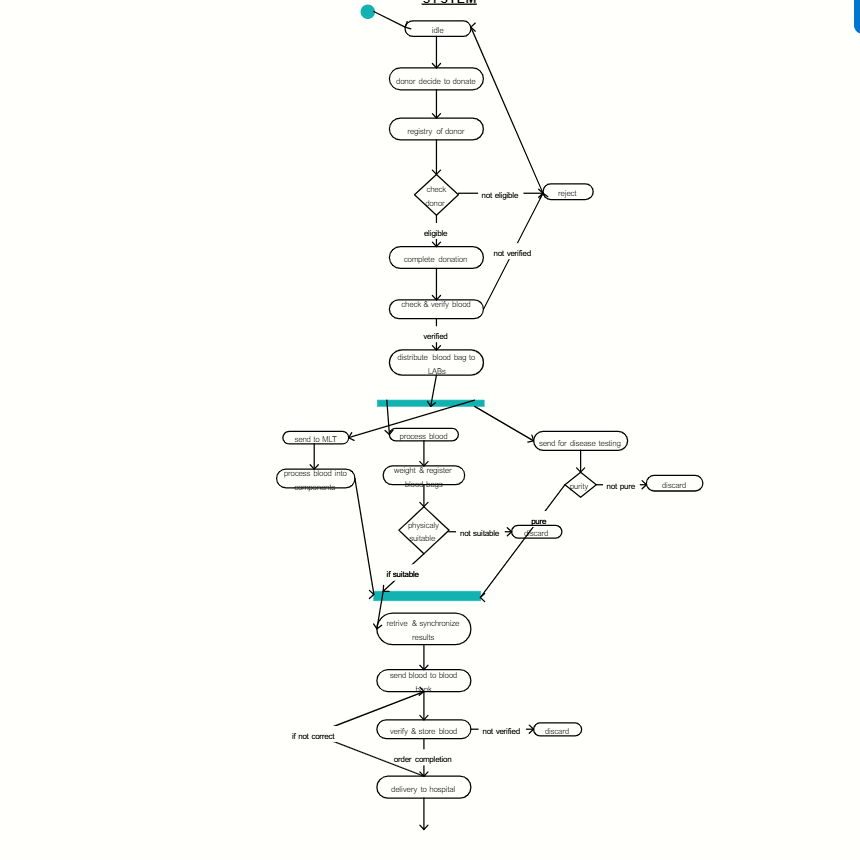 SYSTEM
idle
donor decide to donate
registry of donor
check
donor
not eligible
reject
eligible
complete donation
not verified
check & verify blood
verified
distribute blood bag to
LABs
send to MLT
process blood
send for disease testing
process blood into
components
weight & register
blood bags
purity
not pure
discard
physicaly
suitable
not suitable
pure
discard
if suitable
retrive & synchronize
results
send blood to blood
bank
if not correct
verify & store blood
not verified
discard
order completion
delivery to hospital